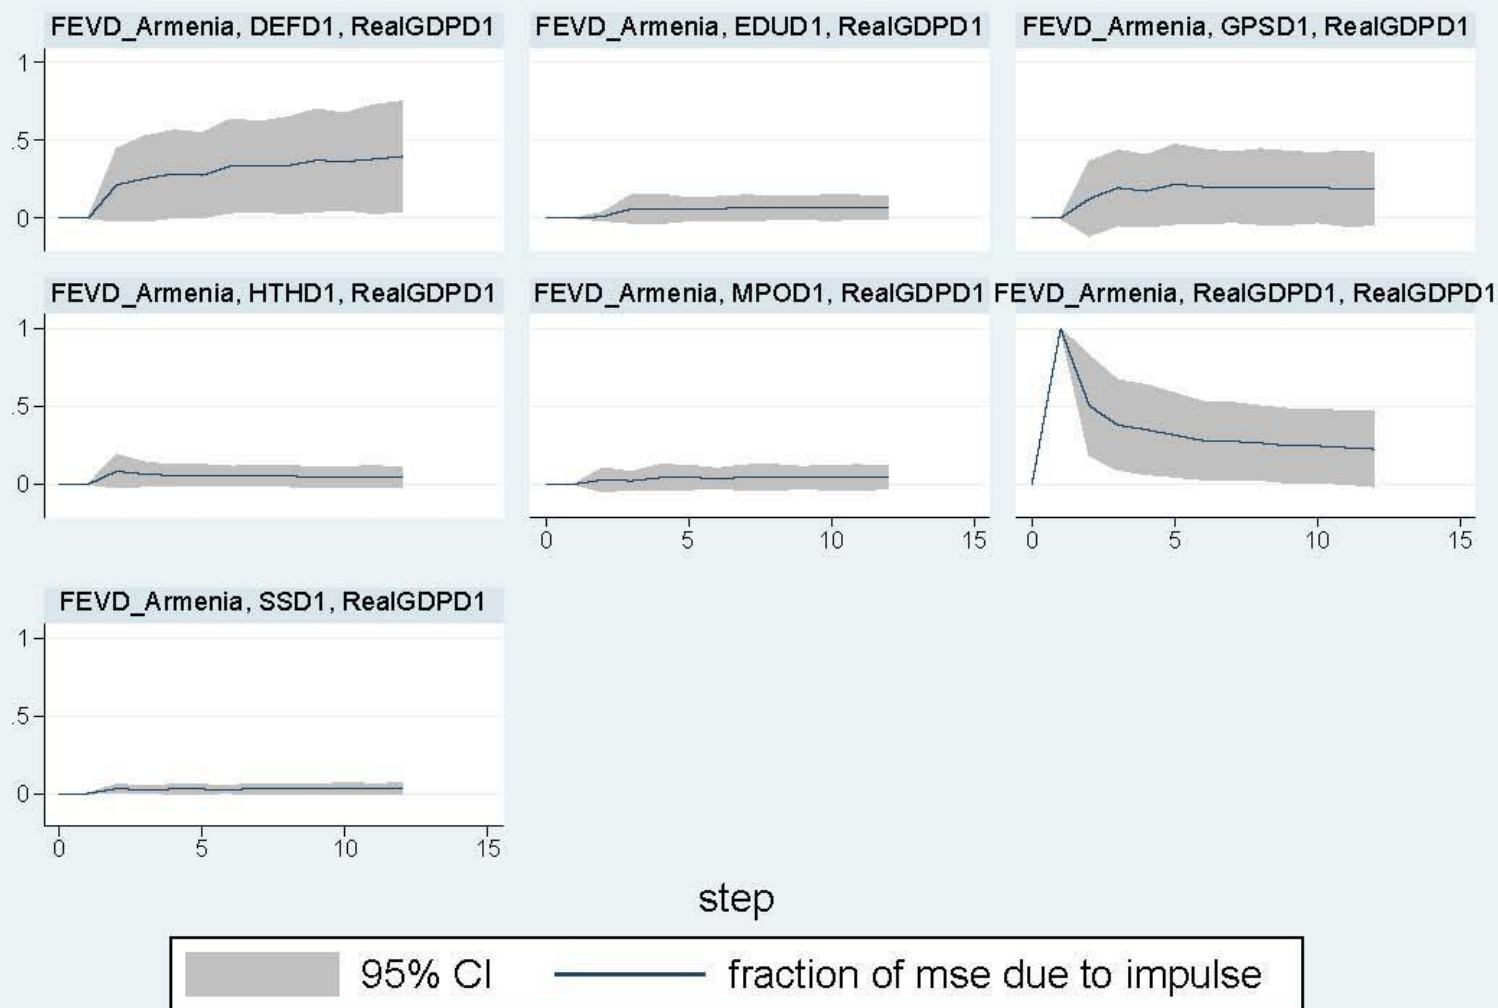 FEVD_Armenia, DEFD1, RealGDPD1
FEVD_Armenia, EDUD1, RealGDPD1
FEVD_Armenia, GPSD1, RealGDPD1
1
.5
0
FEVD_Armenia, HTHD1, RealGDPD1
FEVD_Armenia, MPOD1, RealGDPD1
FEVD_Armenia, RealGDPD1, RealGDPD1
1
.5
0
0 5 10 15
0 5 10 15
FEVD_Armenia, SSD1, RealGDPD1
1
.5
0
0 5 10 15
step
95% CI
fraction of mse due to impulse